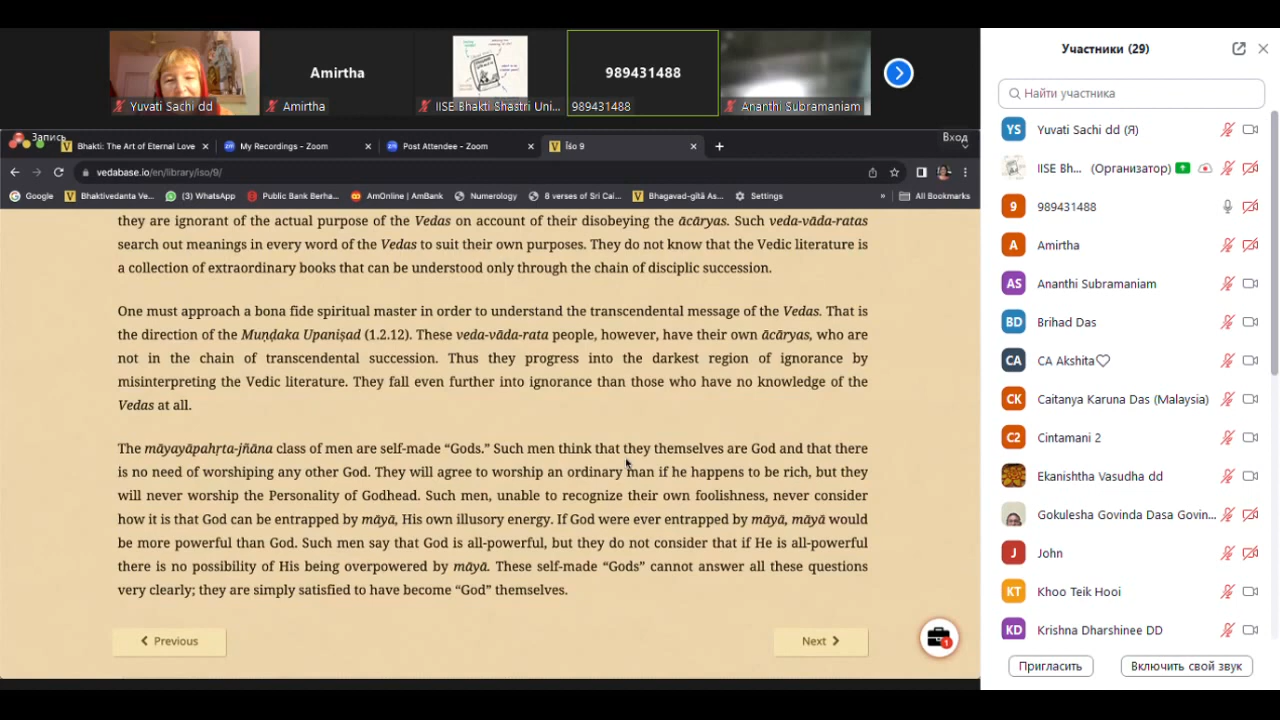 Amirtha
989431488
Yuvati Sachi dd
Amirtha
IISE Bhakti Shastri Uni...
989431488
Ananthi Subramaniam
Участники (29)
Найти участника
Запись
Вход
Bhakti: The Art of Eternal Love
My Recordings - Zoom
Post Attendee - Zoom
Īśo 9
vedabase.io/en/library/iso/9/
Google
Bhaktivedanta Ve...
(3) WhatsApp
Public Bank Berha...
AmOnline | AmBank
Numerology
8 verses of Sri Cai...
Bhagavad-gītā As...
Settings
»
All Bookmarks
they are ignorant of the actual purpose of the Vedas on account of their disobeying the ācāryas. Such veda-vāda-ratas
search out meanings in every word of the Vedas to suit their own purposes. They do not know that the Vedic literature is
a collection of extraordinary books that can be understood only through the chain of disciplic succession.
One must approach a bona fide spiritual master in order to understand the transcendental message of the Vedas. That is
the direction of the Muṇḍaka Upaniṣad (1.2.12). These veda-vāda-rata people, however, have their own ācāryas, who are
not in the chain of transcendental succession. Thus they progress into the darkest region of ignorance by
misinterpreting the Vedic literature. They fall even further into ignorance than those who have no knowledge of the
Vedas at all.
The māyayāpahṛta-jñāna class of men are self-made “Gods.” Such men think that they themselves are God and that there
is no need of worshiping any other God. They will agree to worship an ordinary man if he happens to be rich, but they
will never worship the Personality of Godhead. Such men, unable to recognize their own foolishness, never consider
how it is that God can be entrapped by māyā, His own illusory energy. If God were ever entrapped by māyā, māyā would
be more powerful than God. Such men say that God is all-powerful, but they do not consider that if He is all-powerful
there is no possibility of His being overpowered by māyā. These self-made “Gods” cannot answer all these questions
very clearly; they are simply satisfied to have become “God” themselves.
Previous
Next
1
YS Yuvati Sachi dd (Я)
IISE Bh... (Организатор)
9 989431488
A Amirtha
AS Ananthi Subramaniam
BD Brihad Das
CA CA Akshita♡
CK Caitanya Karuna Das (Malaysia)
C2 Cintamani 2
Ekanishtha Vasudha dd
Gokulesha Govinda Dasa Govin...
J John
KT Khoo Teik Hooi
KD Krishna Dharshinee DD
Пригласить
Включить свой звук